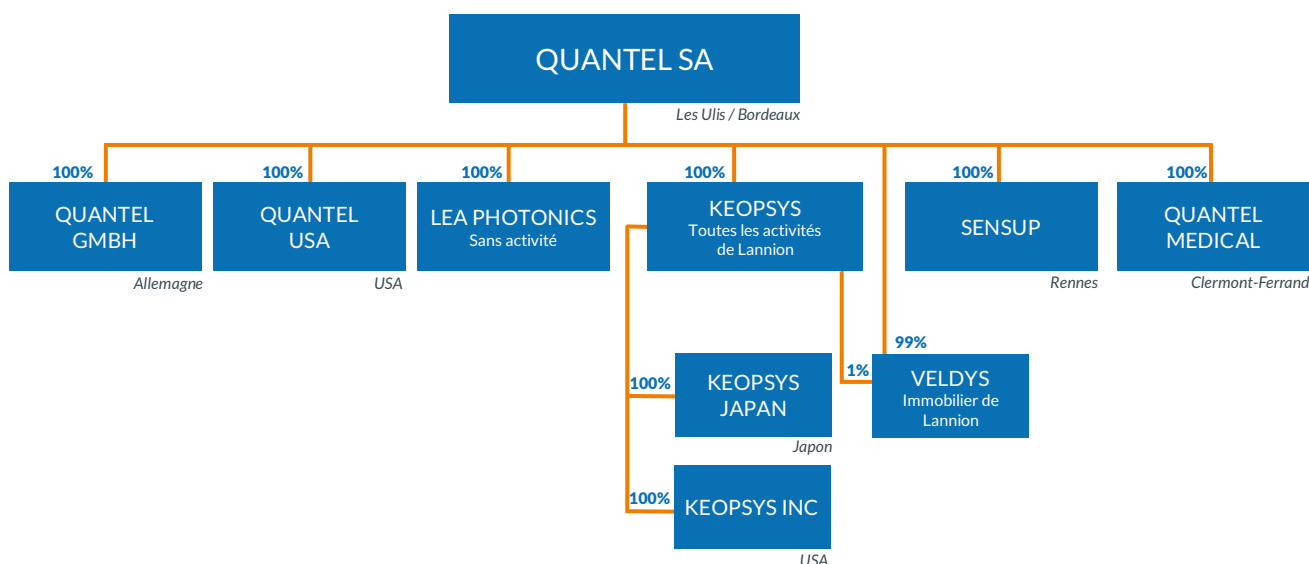 QUANTEL SA
Les Ulis / Bordeaux
100%
100%
100%
100%
100%
100%
QUANTEL
GMBH
Allemagne
QUANTEL
USA
USA
LEA PHOTONICS
Sans activité
KEOPSYS
Toutes les activités
de Lannion
SENSUP
Rennes
QUANTEL
MEDICAL
Clermont-Ferrand
99%
1%
VELDYS
Immobilier de
Lannion
100%
KEOPSYS
JAPAN
Japon
100%
KEOPSYS INC
USA